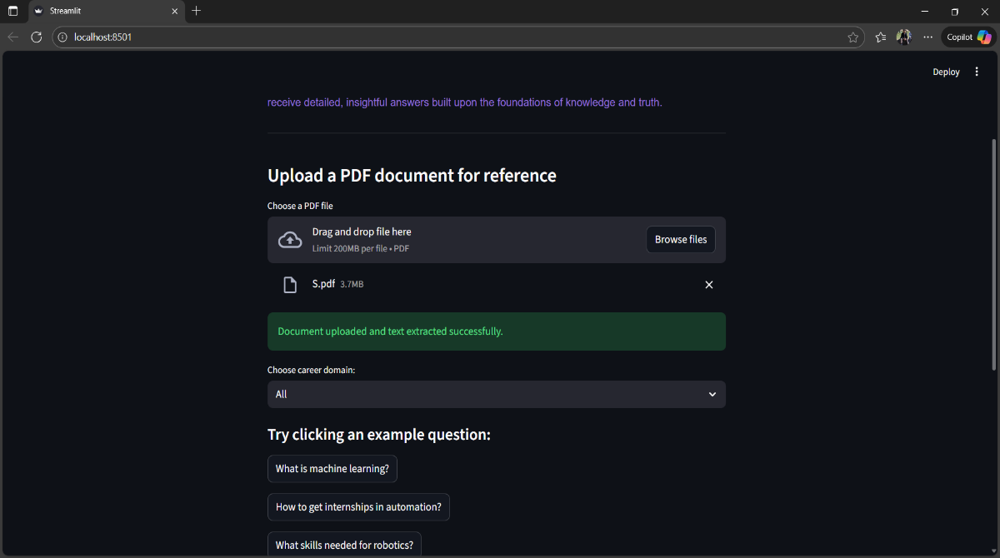 Streamlit
localhost:8501
Copilot
Deploy
receive detailed, insightful answers built upon the foundations of knowledge and truth.
Upload a PDF document for reference
Choose a PDF file
Drag and drop file here
Limit 200MB per file • PDF
Browse files
S.pdf 3.7MB
Document uploaded and text extracted successfully.
Choose career domain:
All
Try clicking an example question:
What is machine learning?
How to get internships in automation?
What skills needed for robotics?